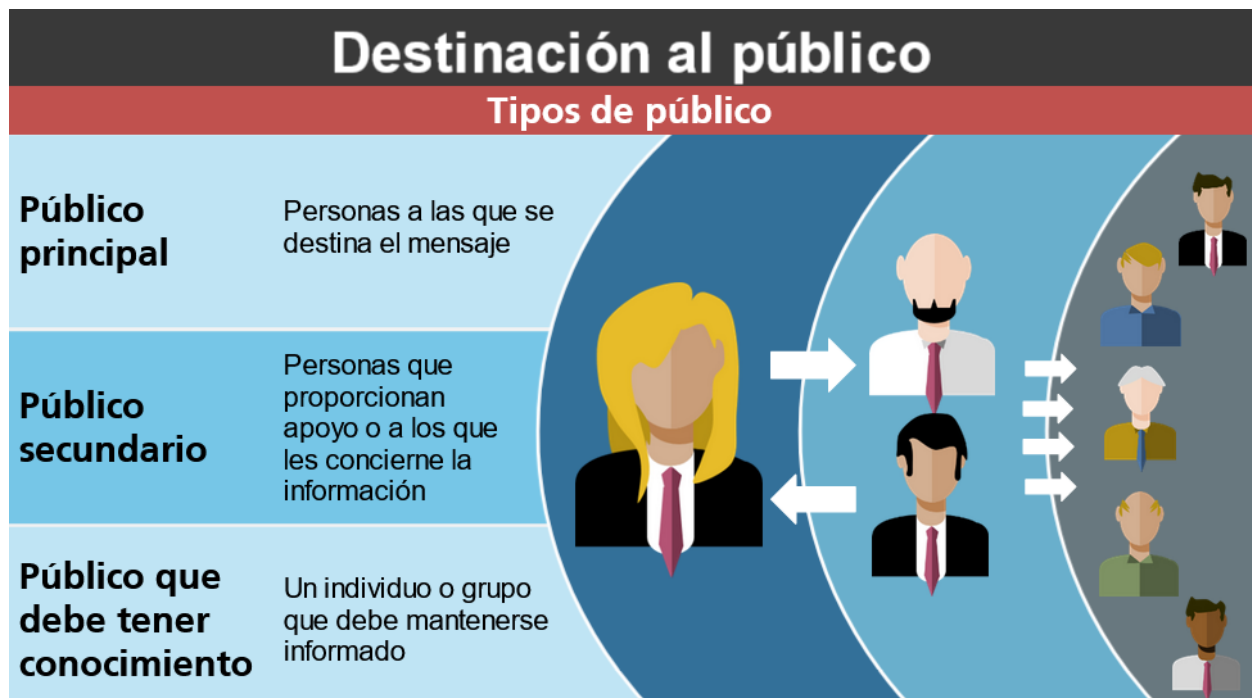 Destinación al público
Tipos de público
Público
principal
Personas a las que se
destina el mensaje
Público
secundario
Personas que
proporcionan
apoyo o a los que
les concierne la
información
Público que
debe tener
conocimiento
Un individuo o grupo
que debe mantenerse
informado